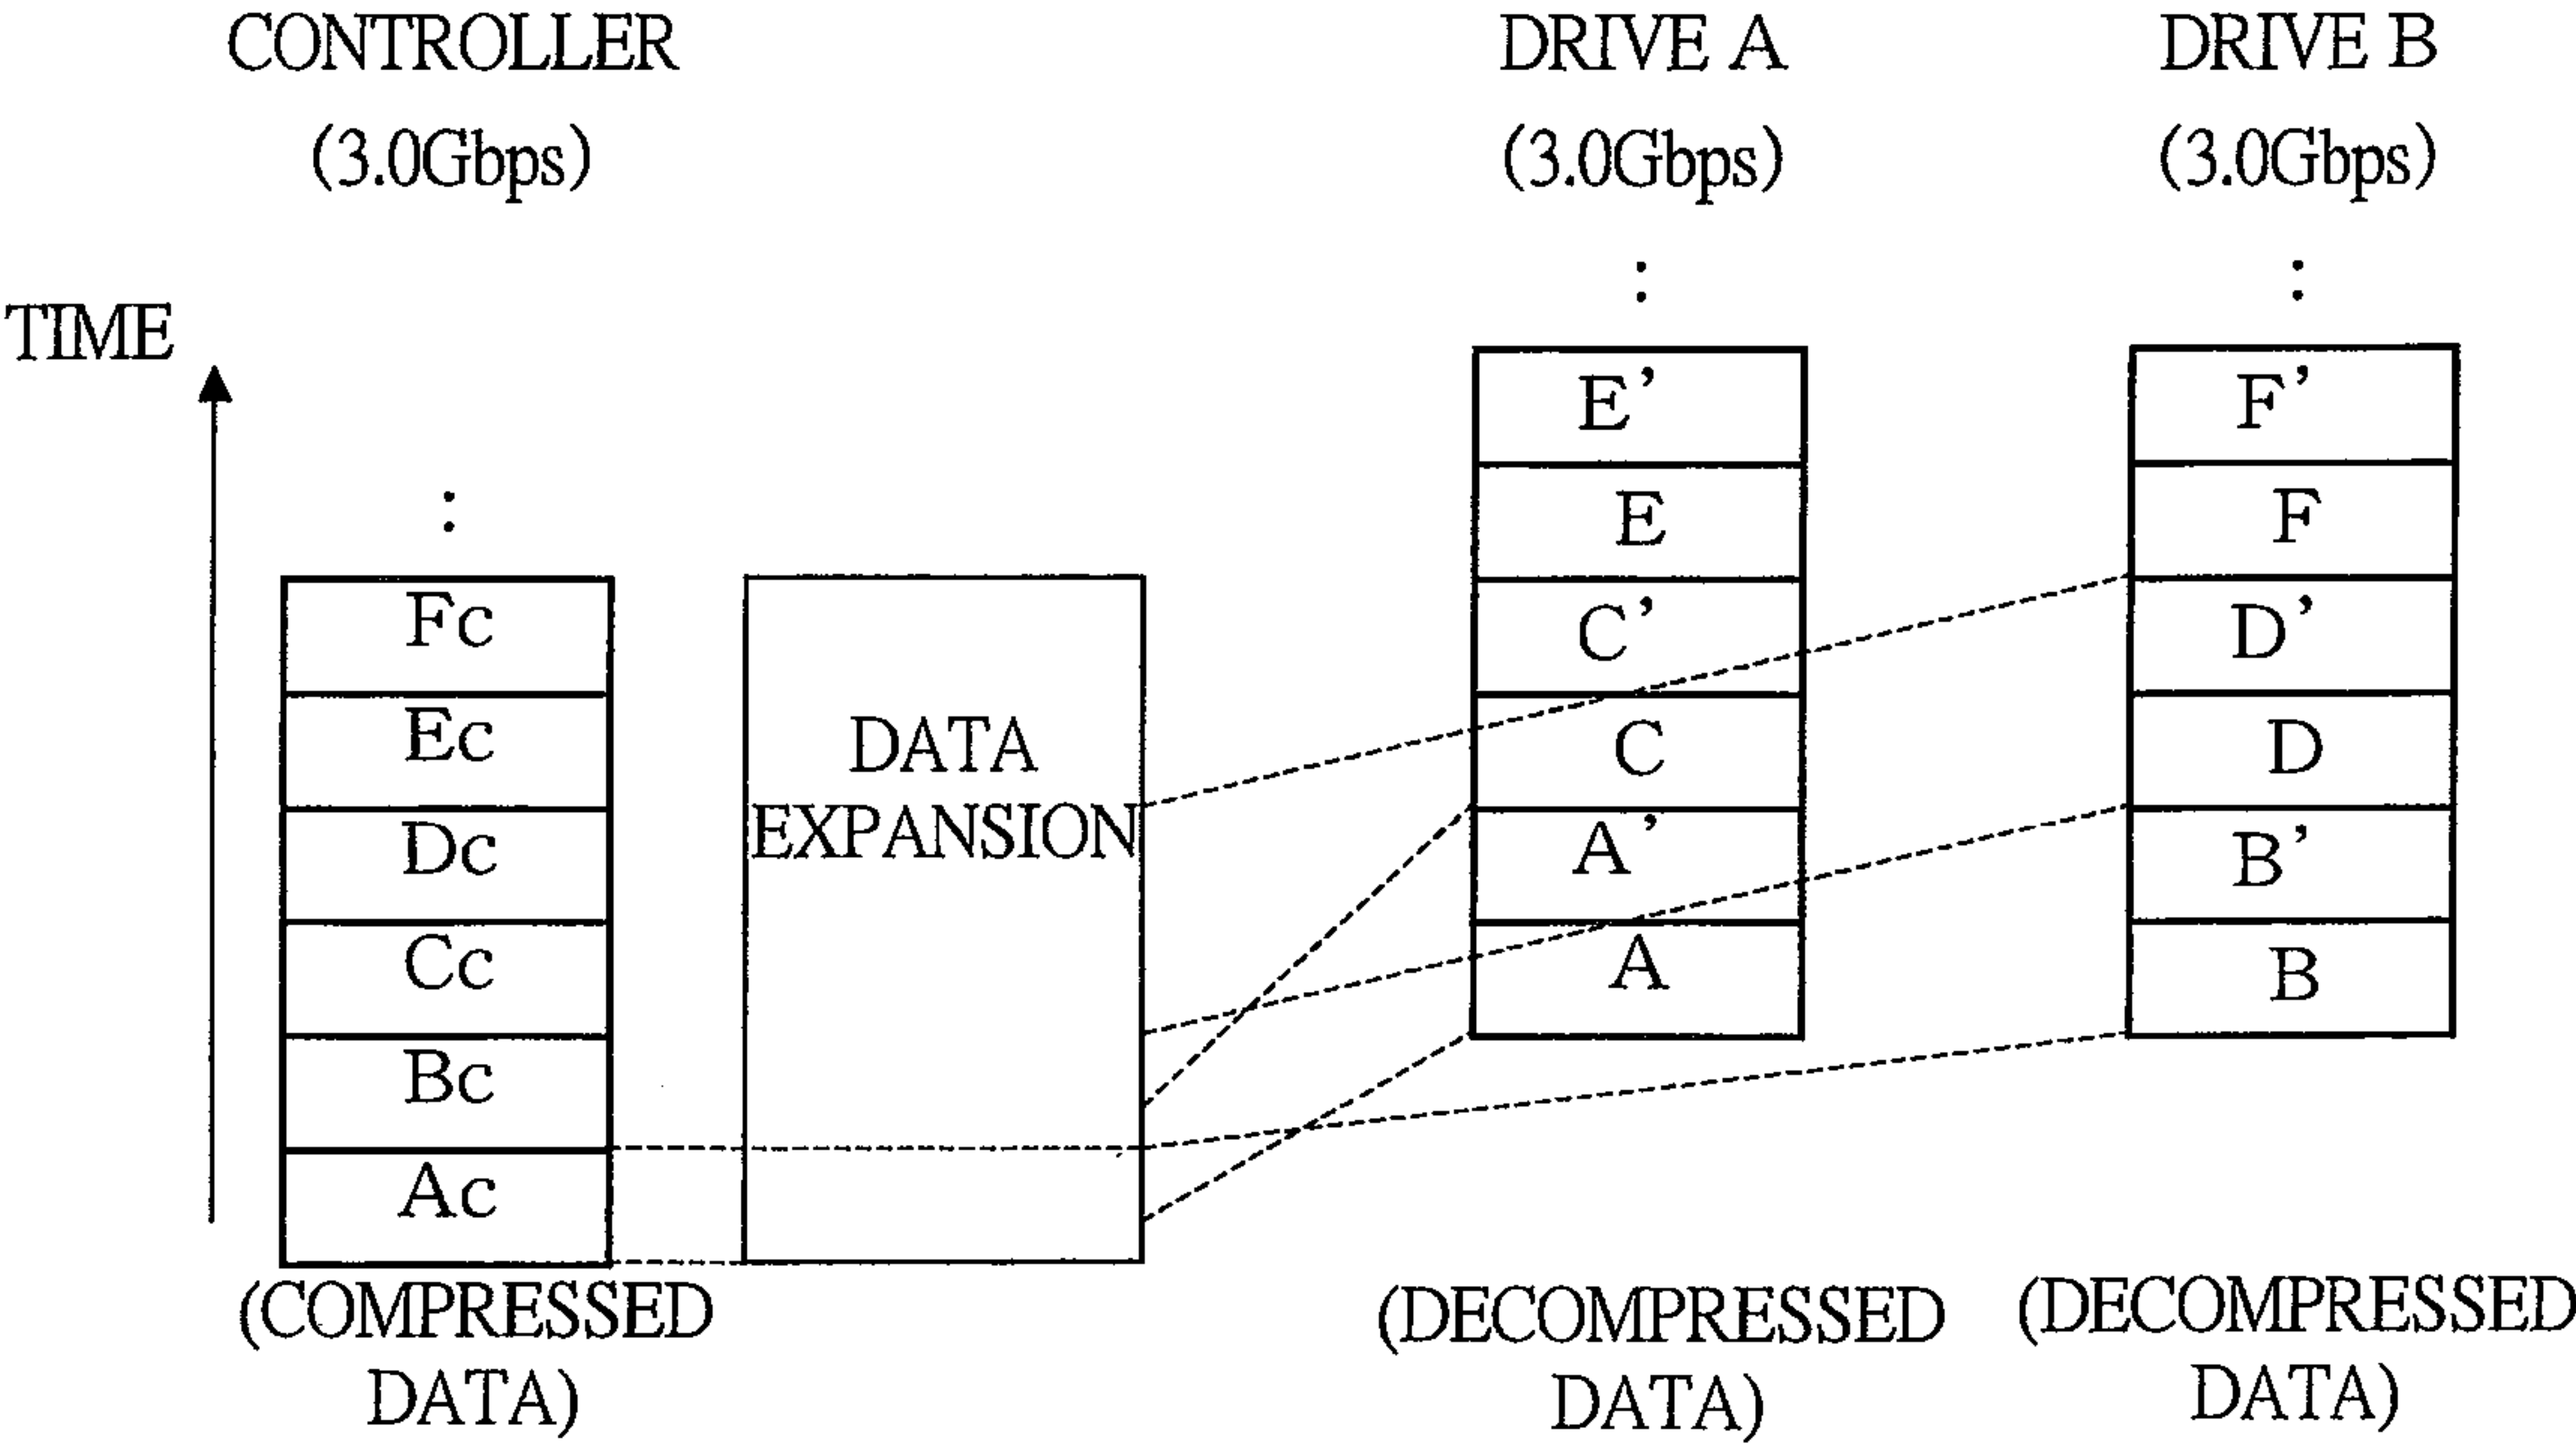 CONTROLLER
(3.0Gbps)
DRIVE A
(3.0Gbps)
DRIVE B
(3.0Gbps)
TIME
:
Fc
Ec
Dc
Cc
Bc
Ac
(COMPRESSED
DATA)
DATA
EXPANSION
:
E’
E
C’
C
A’
A
(DECOMPRESSED
DATA)
:
F’
F
D’
D
B’
B
(DECOMPRESSED
DATA)